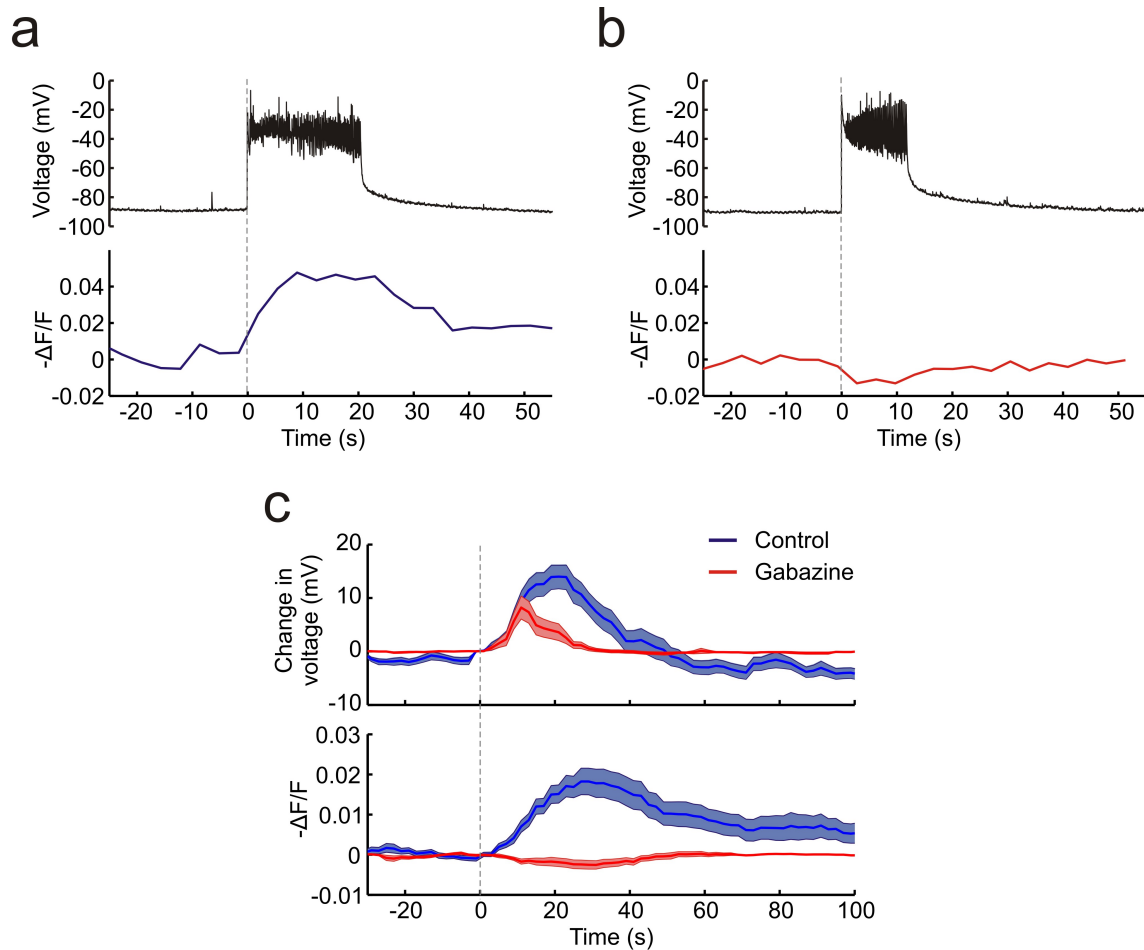 a
b
0
-20
-40
-60
-80
-100
Voltage (mV)
0.04
0.02
0
-0.02
-ΔF/F
-20 -10 0 10 20 30 40 50
Time (s)
0
-20
-40
-60
-80
-100
Voltage (mV)
0.04
0.02
0
-0.02
-ΔF/F
-20 -10 0 10 20 30 40 50
Time (s)
c
20
10
0
-10
Change in
voltage (mV)
Control
Gabazine
0.03
0.02
0.01
0
-0.01
-ΔF/F
-20 0 20 40 60 80 100
Time (s)